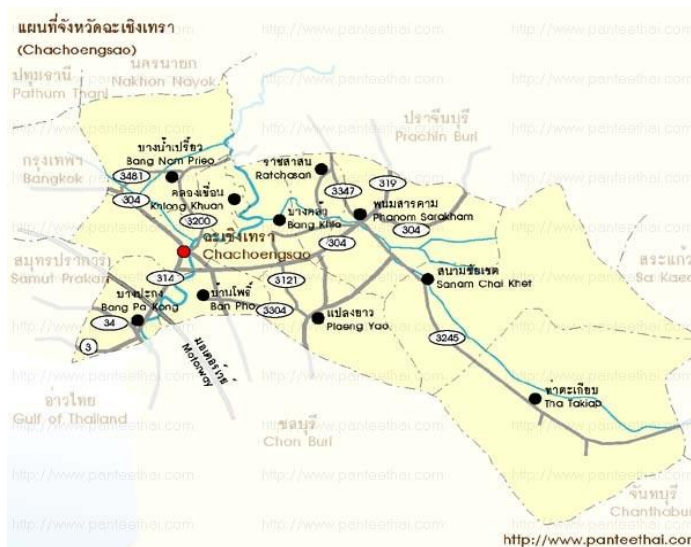 แผนที่จังหวัดฉะเชิงเทรา
(Chachoengsao)
นครนายก
Nakhon Nayok
ปทุมธานี
Pathum Thani
ปราจีนบุรี
Prachin Buri
บางน้ำเปรี้ยว
Bang Nam Prieo
กรุงเทพฯ
Bangkok
3481
คลองเขื่อน
Khlong Khuan
ราชสาสน
Ratchasan
3347
319
304
3200
บางคล้า
Bang Khla
พนมสารคาม
Phanom Sarakham
304
304
ฉะเชิงเทรา
Chachoengsao
สมุทรปราการ
Samut Prakan
314
3121
สนามชัยเขต
Sanam Chai Khet
สระแก้ว
Sa Kaeo
บางปะกง
Bang Pa Kong
บ้านโพธิ์
Ban Pho
3304
แปลงยาว
Plaeng Yao
34
3
3245
มอเตอร์เวย์
Motorway
ท่าตะเกียบ
Tha Takiap
อ่าวไทย
Gulf of Thailand
ชลบุรี
Chon Buri
จันทบุรี
Chanthabur
http://www.panteethai.com